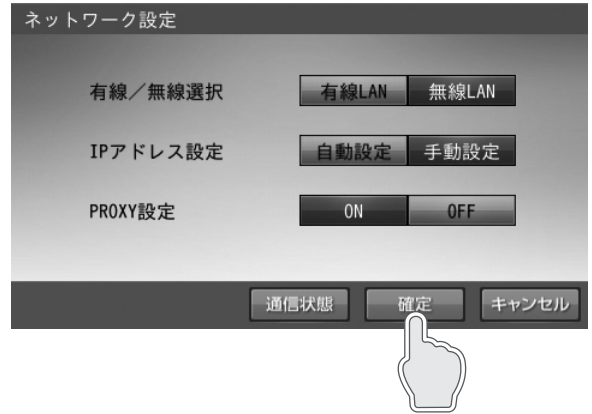 ネットワーク設定
有線／無線選択 有線LAN 無線LAN
IPアドレス設定 自動設定 手動設定
PROXY設定 ON OFF
通信状態 確定 キャンセル